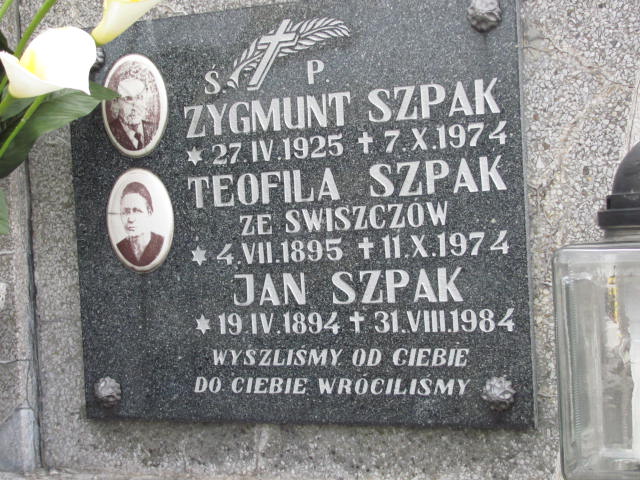 Ś. P.
ZYGMUNT SZPAK
* 27.IV.1925 ✝ 7.X.1974
TEOFILA SZPAK
ZE SWISZCZÓW
* 4.VII.1895 ✝ 11.X.1974
JAN SZPAK
* 19.IV.1894 ✝ 31.VIII.1984
WYSZLIŚMY OD CIEBIE
DO CIEBIE WRÓCILISMY